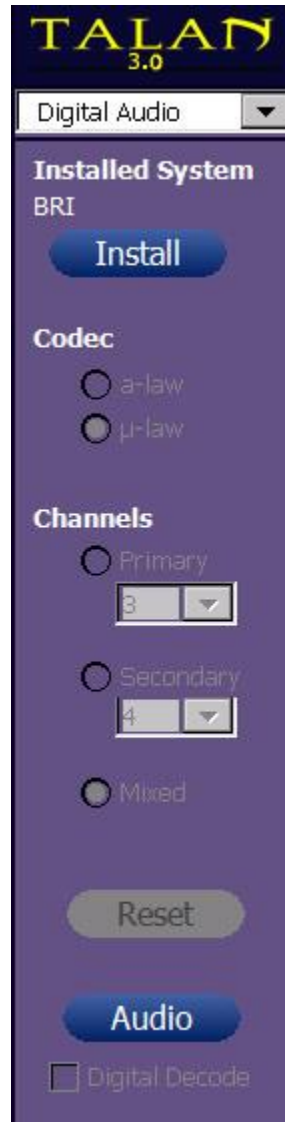 TALAN
3.0
Digital Audio
Installed System
BRI
Install
Codec
a-law
µ-law
Channels
Primary
3
Secondary
4
Mixed
Reset
Audio
Digital Decode